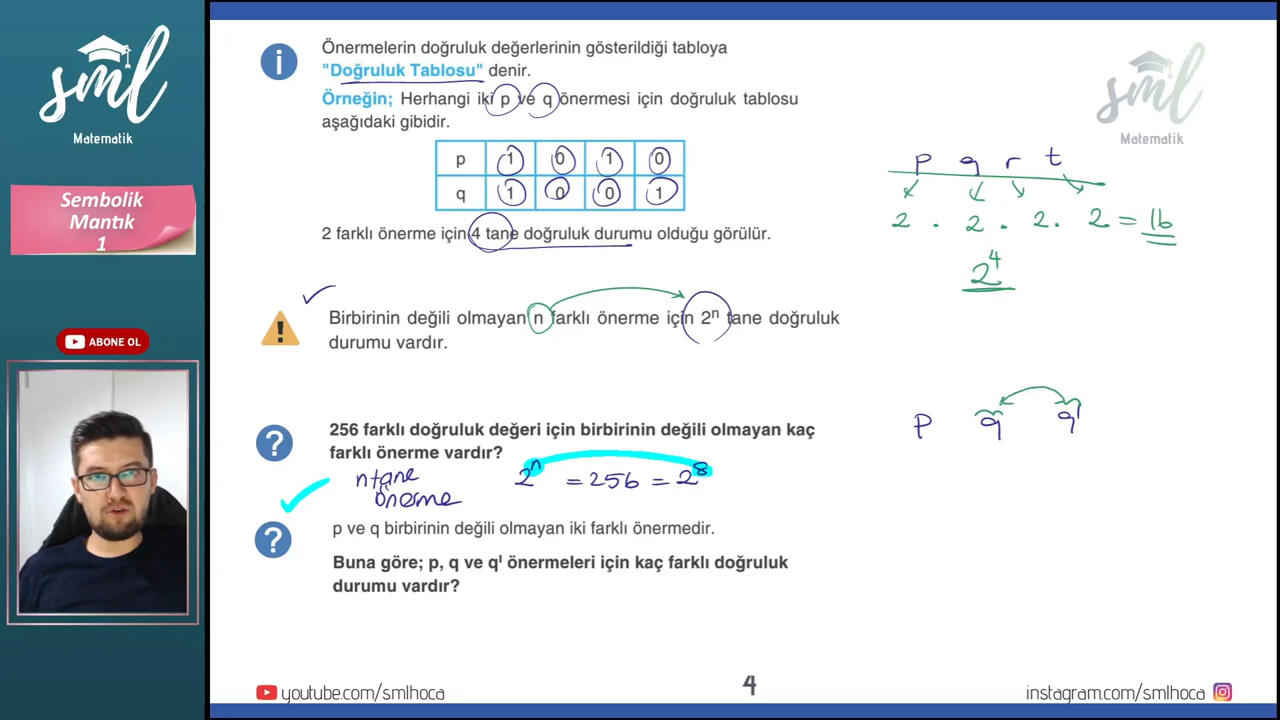 sml
Matematik
Sembolik
Mantık
1
ABONE OL
i
Önermelerin doğruluk değerlerinin gösterildiği tabloya
"Doğruluk Tablosu" denir.
Örneğin; Herhangi iki p ve q önermesi için doğruluk tablosu
aşağıdaki gibidir.
p 1 0 1 0
q 1 0 0 1
2 farklı önerme için 4 tane doğruluk durumu olduğu görülür.
!
Birbirinin değili olmayan n farklı önerme için 2ⁿ tane doğruluk
durumu vardır.
?
256 farklı doğruluk değeri için birbirinin değili olmayan kaç
farklı önerme vardır?
n tane
önerme
2ⁿ = 256 = 2⁸
?
p ve q birbirinin değili olmayan iki farklı önermedir.
Buna göre; p, q ve qᴵ önermeleri için kaç farklı doğruluk
durumu vardır?
sml
Matematik
p q r t
2 . 2 . 2 . 2 = 16
2⁴
p q qᴵ
youtube.com/smlhoca
4
instagram.com/smlhoca